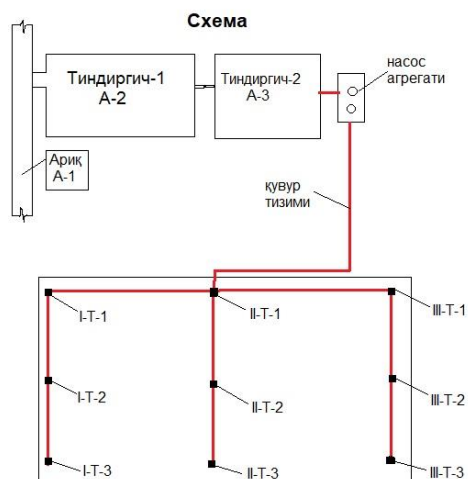 Схема
Тиндиргич-1
А-2
Тиндиргич-2
А-3
насос
агрегати
Ариқ
А-1
қувур
тизими
I-T-1
II-T-1
III-T-1
I-T-2
II-T-2
III-T-2
I-T-3
II-T-3
III-T-3